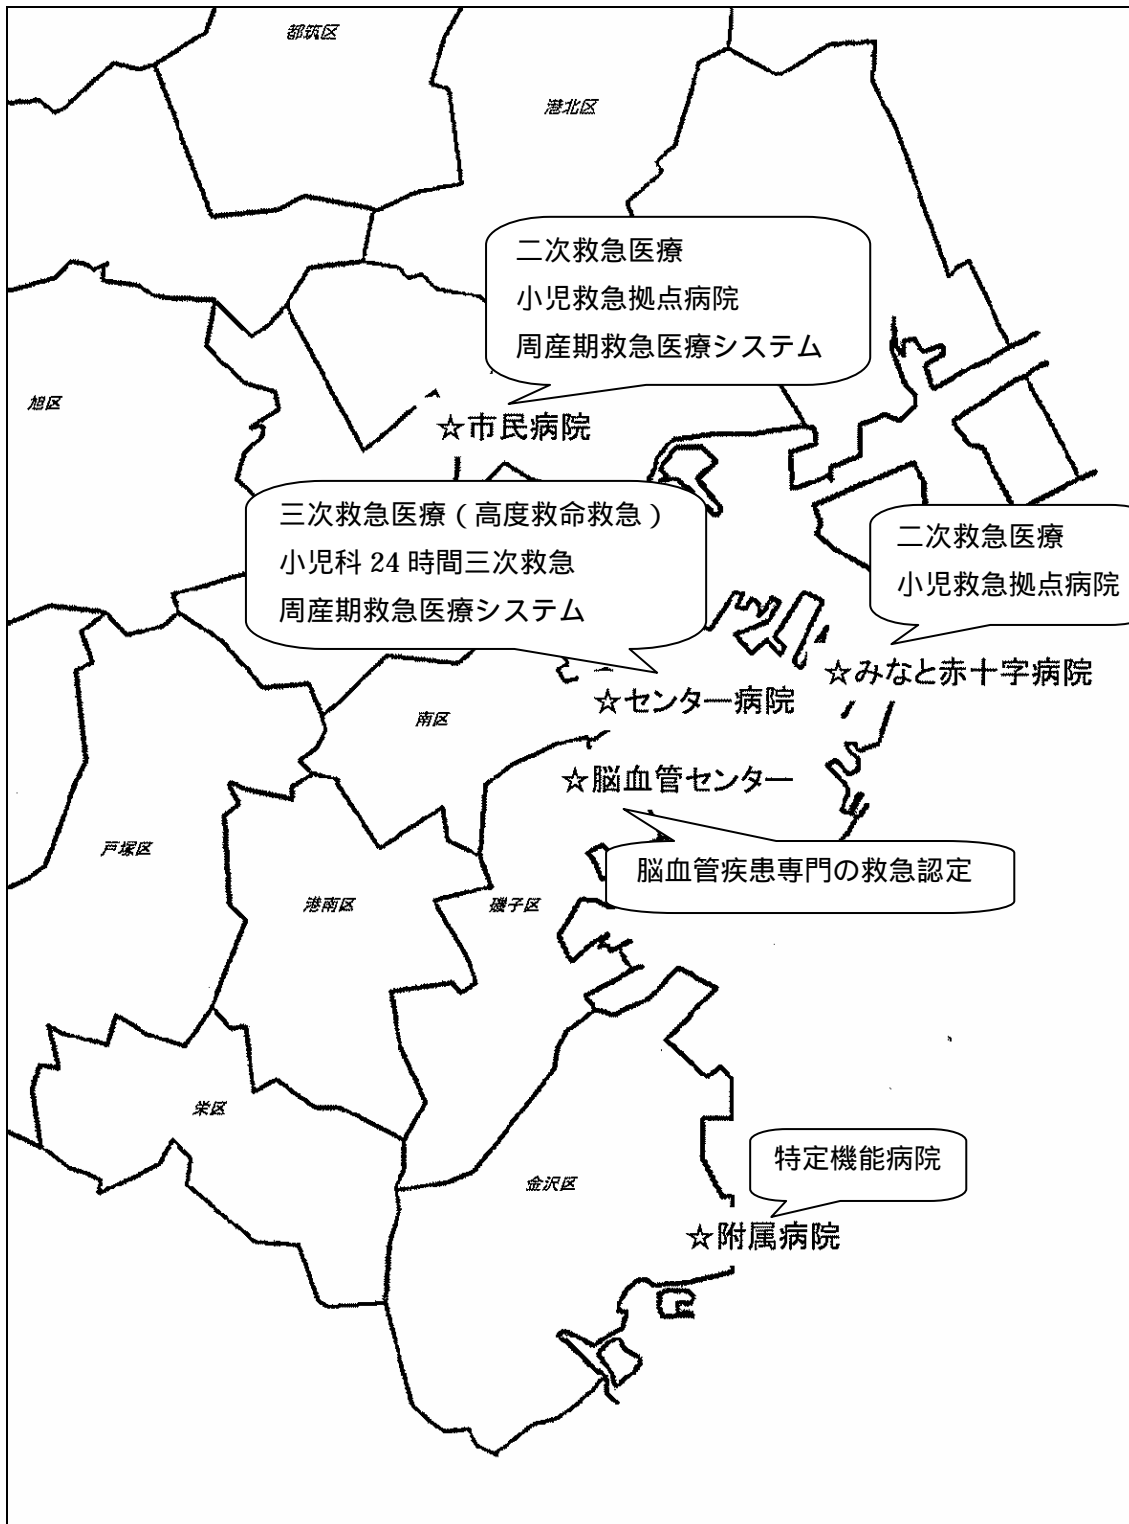 都筑区
港北区
二次救急医療
小児救急拠点病院
周産期救急医療システム
旭区
☆市民病院
三次救急医療(高度救命救急)
小児科 24 時間三次救急
周産期救急医療システム
二次救急医療
小児救急拠点病院
☆みなと赤十字病院
☆センター病院
南区
☆脳血管センター
戸塚区
脳血管疾患専門の救急認定
港南区
磯子区
栄区
特定機能病院
金沢区
☆附属病院